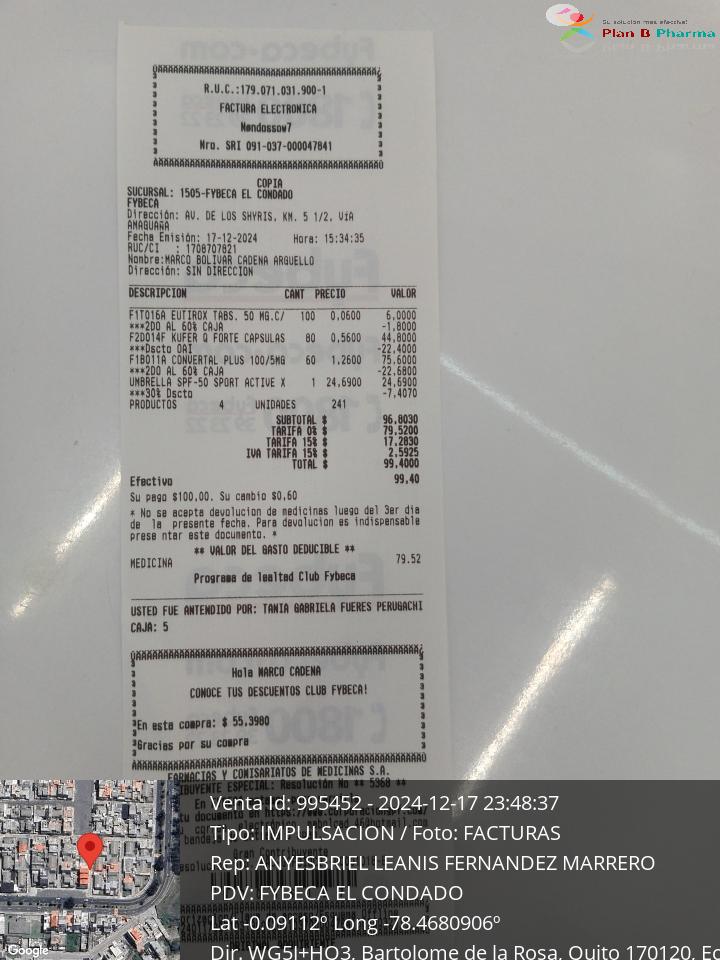 Su solución más efectiva!
Plan B Pharma
R.U.C.:179.071.031.900-1
FACTURA ELECTRONICA
Nro. SRI 091-037-000047841
COPIA
SUCURSAL: 1505-FYBECA EL CONDADO
FYBECA
Dirección: AV. DE LOS SHYRIS, KM. 5 1/2, VíA
AMAGUAÑA
Fecha Emisión: 17-12-2024 Hora: 15:34:35
RUC/CI : 1708707821
Nombre:MARCO BOLIVAR CADENA ARGUELLO
Dirección: SIN DIRECCION
DESCRIPCION CANT PRECIO VALOR
F1T016A EUTIROX TABS. 50 MG.C/ 100 0,0600 6,0000
***2DO AL 60% CAJA -1,8000
F2D014F KUFER Q FORTE CAPSULAS 80 0,5600 44,8000
***Dscto OAI -22,4000
F1B011A CONVERTAL PLUS 100/5MG 60 1,2600 75,6000
***2DO AL 60% CAJA -22,6800
UMBRELLA SPF-50 SPORT ACTIVE X 1 24,6900 24,6900
***30% Dscto -7,4070
PRODUCTOS 4 UNIDADES 241
SUBTOTAL $ 96,8030
TARIFA 0% $ 79,5200
TARIFA 15% $ 17,2830
IVA TARIFA 15% $ 2,5925
TOTAL $ 99,4000
Efectivo 99,40
Su pago $100,00. Su cambio $0,60
* No se acepta devolucion de medicinas luego del 3er dia
de la presente fecha. Para devolucion es indispensable
prese ntar este documento. *
** VALOR DEL GASTO DEDUCIBLE **
MEDICINA 79.52
Programa de lealtad Club Fybeca
USTED FUE ANTENDIDO POR: TANIA GABRIELA FUERES PERUGACHI
CAJA: 5
Hola MARCO CADENA
CONOCE TUS DESCUENTOS CLUB FYBECA!
En esta compra: $ 55,3980
Gracias por su compra
FARMACIAS Y COMISARIATOS DE MEDICINAS S.A.
IBUYENTE ESPECIAL: Resolución No ** 5368 **
Gran Contribuyente
Venta Id: 995452 - 2024-12-17 23:48:37
Tipo: IMPULSACION / Foto: FACTURAS
Rep: ANYESBRIEL LEANIS FERNANDEZ MARRERO
PDV: FYBECA EL CONDADO
Lat -0.09112º Long -78.4680906º
Dir. WG5J+HQ3, Bartolome de la Rosa, Quito 170120, Ec
Google